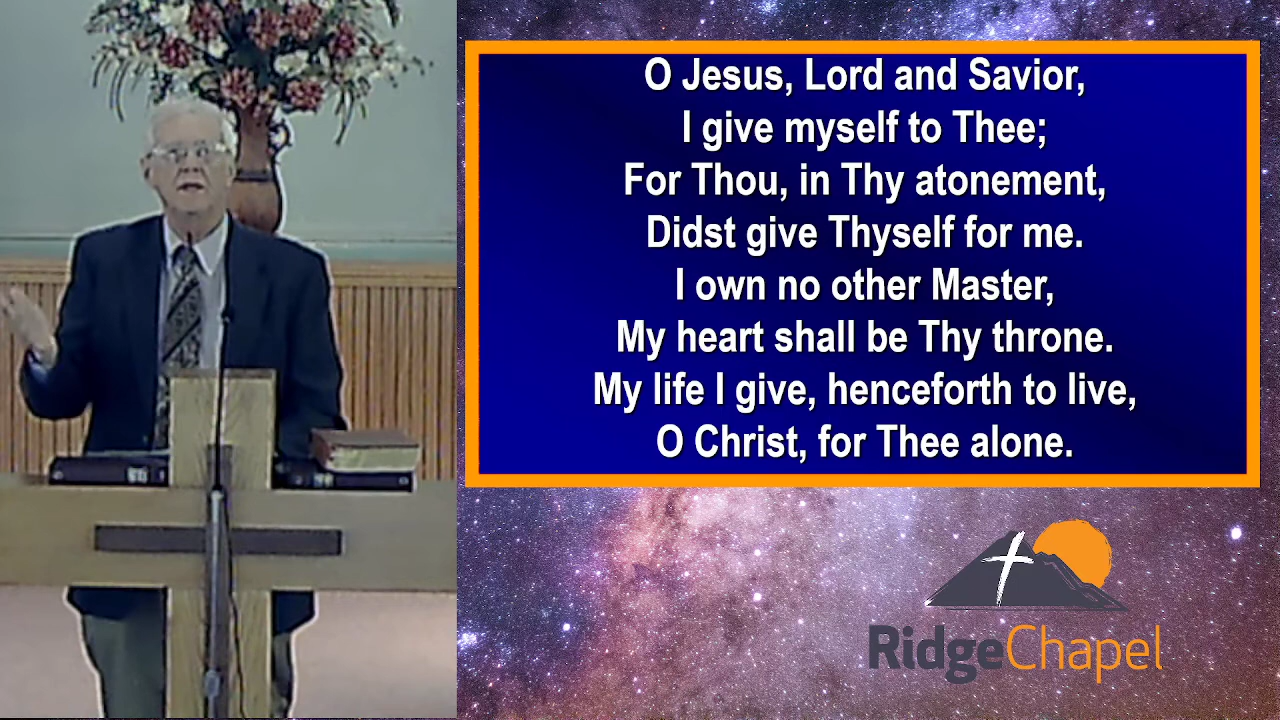 O Jesus, Lord and Savior,
I give myself to Thee;
For Thou, in Thy atonement,
Didst give Thyself for me.
I own no other Master,
My heart shall be Thy throne.
My life I give, henceforth to live,
O Christ, for Thee alone.
RidgeChapel